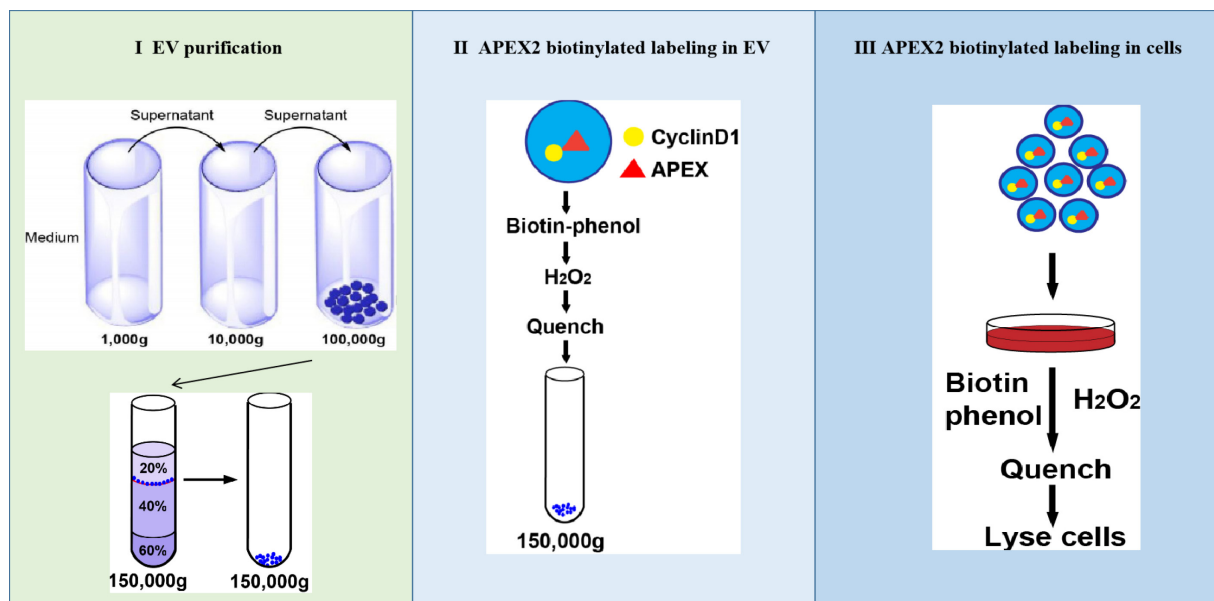 I EV purification
Supernatant Supernatant
Medium
1,000g 10,000g 100,000g
20%
40%
60%
150,000g 150,000g
II APEX2 biotinylated labeling in EV
CyclinD1
APEX
Biotin-phenol
H₂O₂
Quench
150,000g
III APEX2 biotinylated labeling in cells
Biotin
phenol
H₂O₂
Quench
Lyse cells